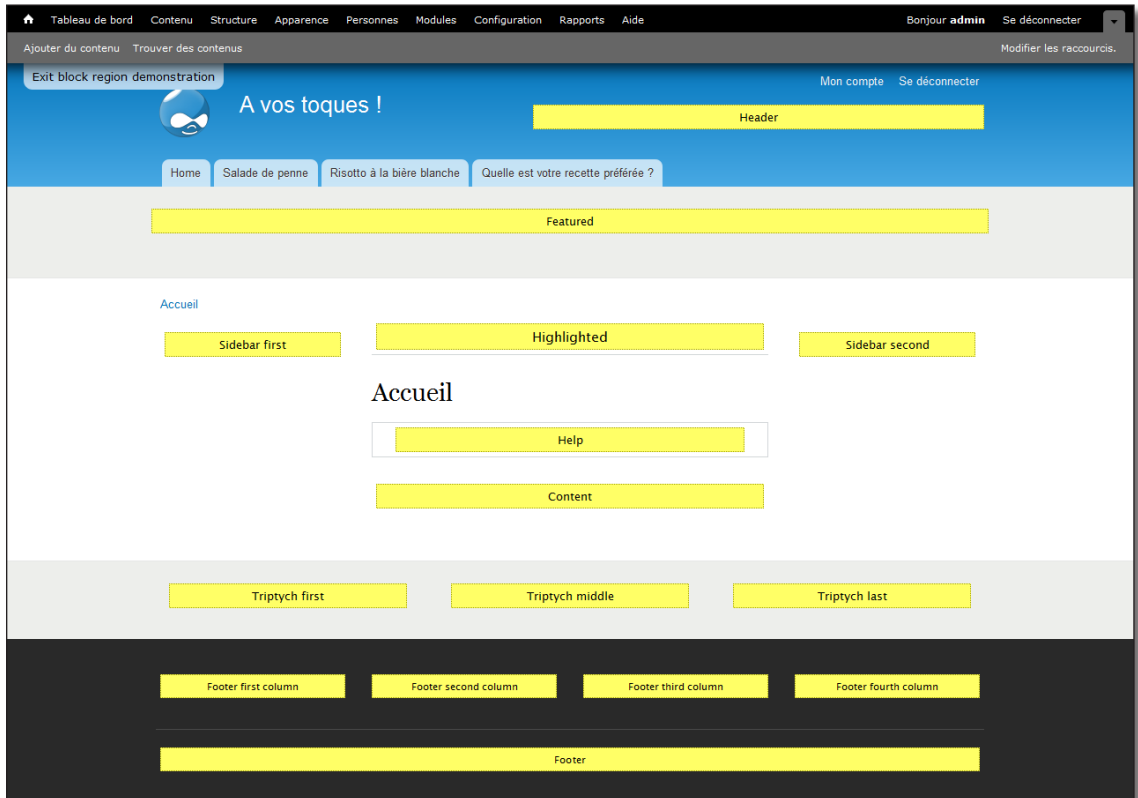 Tableau de bord Contenu Structure Apparence Personnes Modules Configuration Rapports Aide Bonjour admin Se déconnecter
Ajouter du contenu Trouver des contenus Modifier les raccourcis.
Exit block region demonstration
Mon compte Se déconnecter
A vos toques !
Header
Home Salade de penne Risotto à la bière blanche Quelle est votre recette préférée ?
Featured
Accueil
Sidebar first Highlighted Sidebar second
Accueil
Help
Content
Triptych first Triptych middle Triptych last
Footer first column Footer second column Footer third column Footer fourth column
Footer